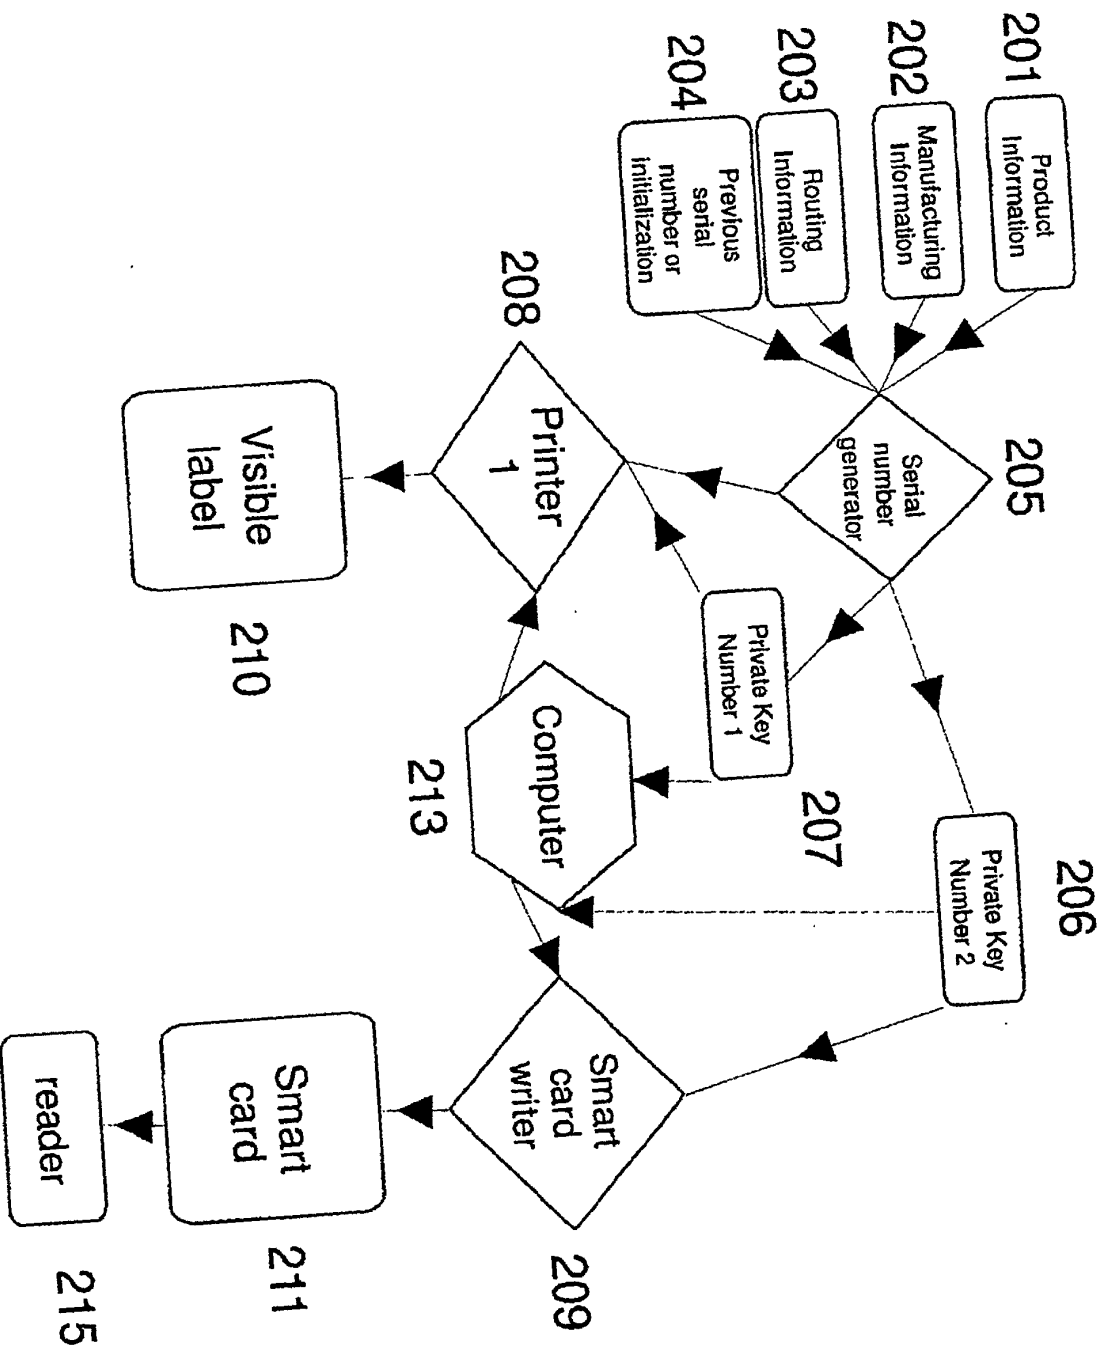 201
Product
Information
202
Manufacturing
Information
203
Routing
Information
204
Previous
serial
number or
initialization
205
Serial
number
generator
206
Private Key
Number 2
207
Private Key
Number 1
208
Printer
1
213
Computer
209
Smart
card
writer
210
Visible
label
211
Smart
card
215
reader